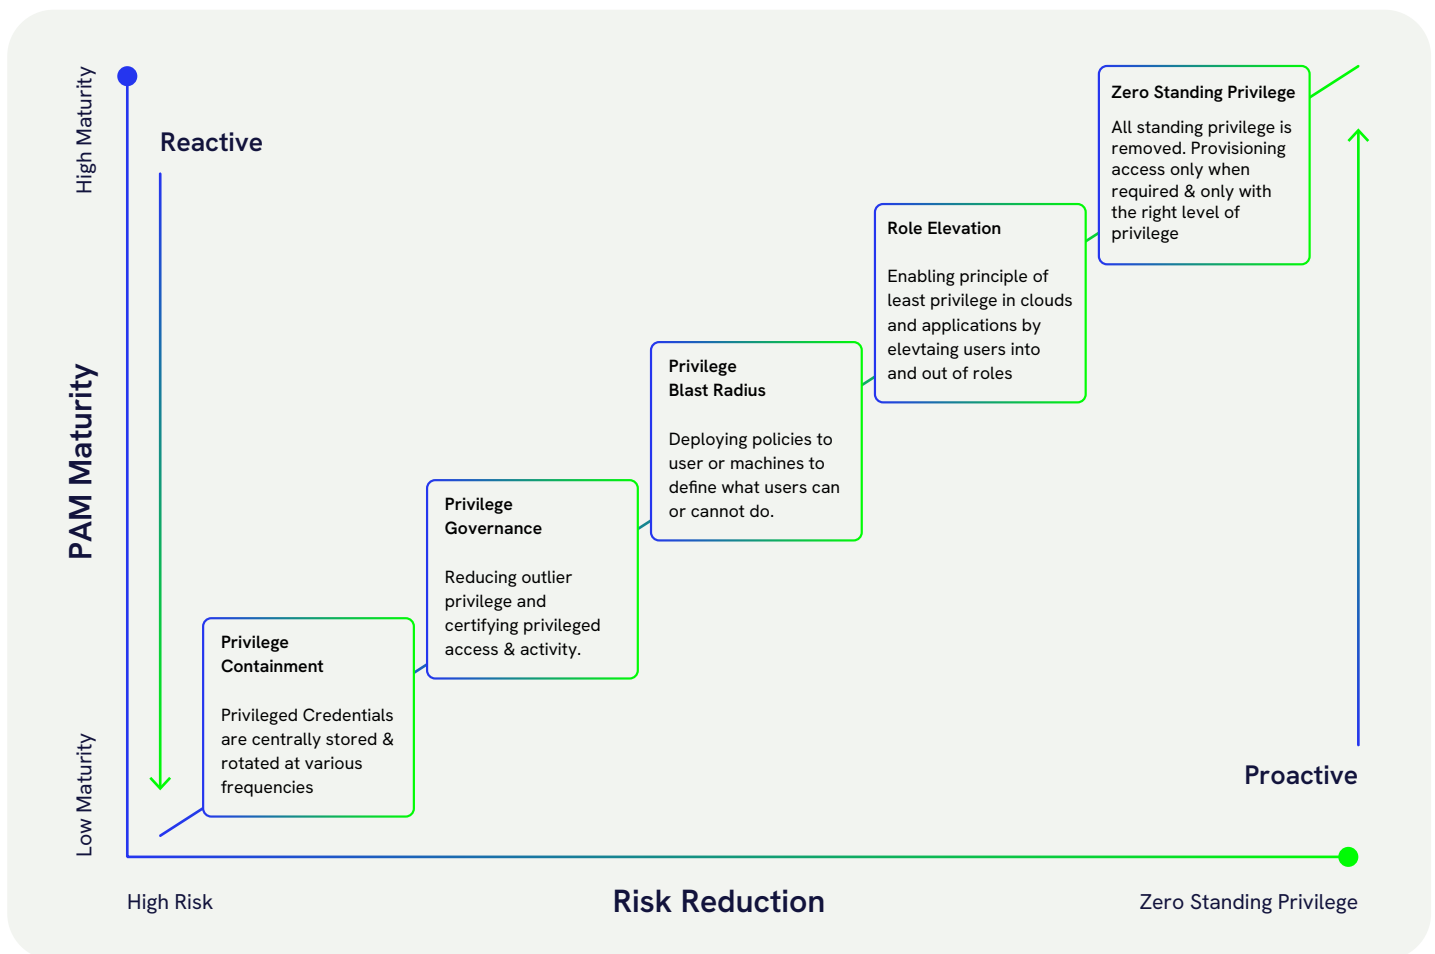 High Maturity
PAM Maturity
Low Maturity
Reactive
Privilege
Containment
Privileged Credentials
are centrally stored &
rotated at various
frequencies
Privilege
Governance
Reducing outlier
privilege and
certifying privileged
access & activity.
Privilege
Blast Radius
Deploying policies to
user or machines to
define what users can
or cannot do.
Role Elevation
Enabling principle of
least privilege in clouds
and applications by
elevtaing users into
and out of roles
Zero Standing Privilege
All standing privilege is
removed. Provisioning
access only when
required & only with
the right level of
privilege
Proactive
High Risk
Risk Reduction
Zero Standing Privilege